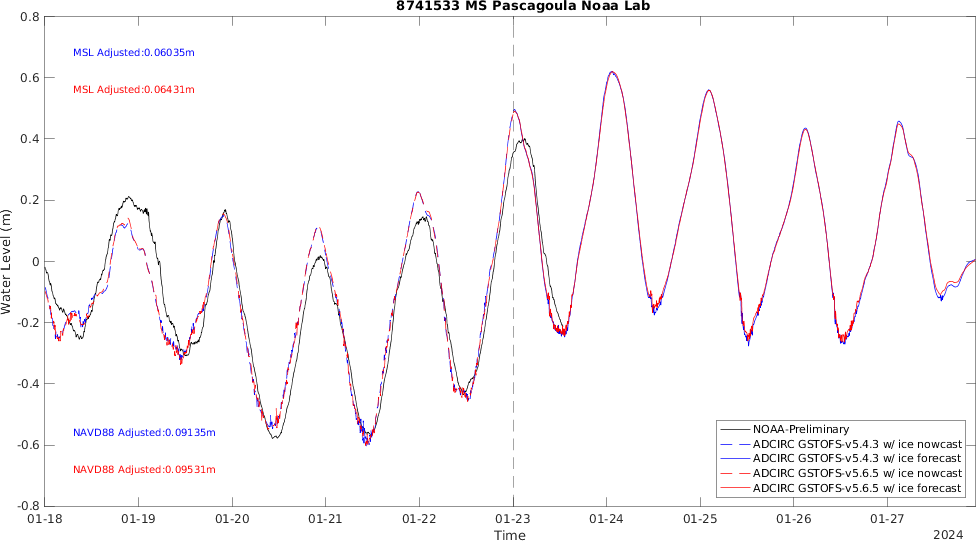 8741533 MS Pascagoula Noaa Lab
0.8
0.6
0.4
0.2
0
-0.2
-0.4
-0.6
-0.8
Water Level (m)
MSL Adjusted:0.06035m
MSL Adjusted:0.06431m
NAVD88 Adjusted:0.09135m
NAVD88 Adjusted:0.09531m
NOAA-Preliminary
ADCIRC GSTOFS-v5.4.3 w/ ice nowcast
ADCIRC GSTOFS-v5.4.3 w/ ice forecast
ADCIRC GSTOFS-v5.6.5 w/ ice nowcast
ADCIRC GSTOFS-v5.6.5 w/ ice forecast
01-18 01-19 01-20 01-21 01-22 01-23 01-24 01-25 01-26 01-27
Time
2024